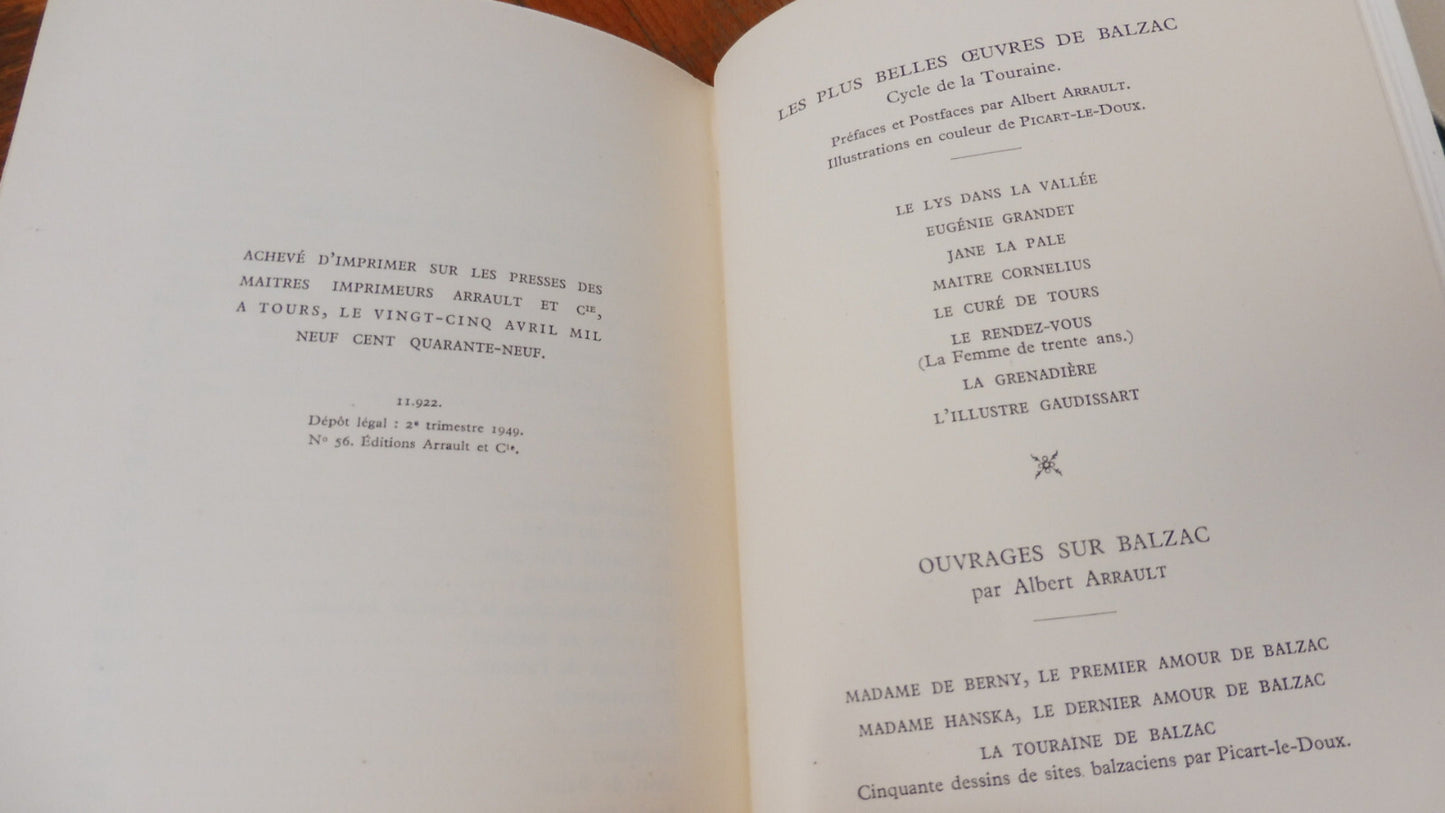 ACHEVÉ D'IMPRIMER SUR LES PRESSES DES
MAITRES IMPRIMEURS ARRAULT ET CIE,
A TOURS, LE VINGT-CINQ AVRIL MIL
NEUF CENT QUARANTE-NEUF.
11.922.
Dépôt légal : 2e trimestre 1949.
No 56. Éditions Arrault et Cie.
LES PLUS BELLES ŒUVRES DE BALZAC
Cycle de la Touraine.
Préfaces et Postfaces par Albert ARRAULT.
Illustrations en couleur de PICART-LE-DOUX.
LE LYS DANS LA VALLÉE
EUGÉNIE GRANDET
JANE LA PALE
MAITRE CORNELIUS
LE CURÉ DE TOURS
LE RENDEZ-VOUS
(La Femme de trente ans.)
LA GRENADIÈRE
L'ILLUSTRE GAUDISSART
OUVRAGES SUR BALZAC
par Albert ARRAULT
MADAME DE BERNY, LE PREMIER AMOUR DE BALZAC
MADAME HANSKA, LE DERNIER AMOUR DE BALZAC
LA TOURAINE DE BALZAC
Cinquante dessins de sites balzaciens par Picart-le-Doux.